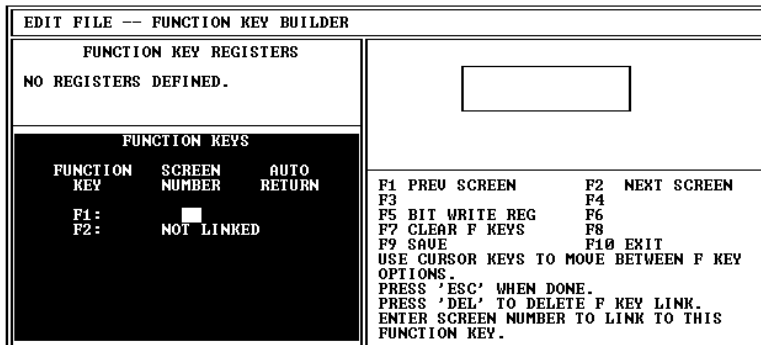 EDIT FILE -- FUNCTION KEY BUILDER
FUNCTION KEY REGISTERS
NO REGISTERS DEFINED.
FUNCTION KEYS
FUNCTION SCREEN AUTO
KEY NUMBER RETURN
F1:
F2: NOT LINKED
F1 PREV SCREEN F2 NEXT SCREEN
F3 F4
F5 BIT WRITE REG F6
F7 CLEAR F KEYS F8
F9 SAVE F10 EXIT
USE CURSOR KEYS TO MOVE BETWEEN F KEY
OPTIONS.
PRESS 'ESC' WHEN DONE.
PRESS 'DEL' TO DELETE F KEY LINK.
ENTER SCREEN NUMBER TO LINK TO THIS
FUNCTION KEY.